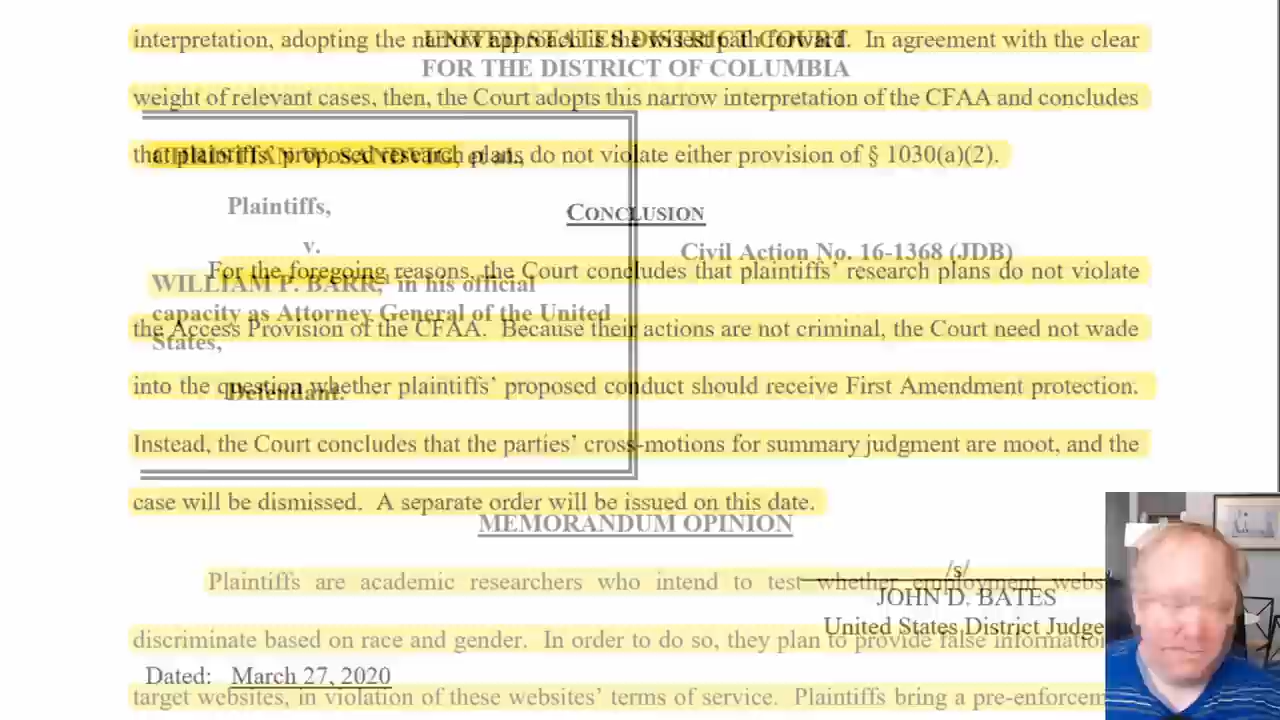 interpretation, adopting the narrow approach is the wisest path forward. In agreement with the clear
UNITED STATES DISTRICT COURT
FOR THE DISTRICT OF COLUMBIA
weight of relevant cases, then, the Court adopts this narrow interpretation of the CFAA and concludes
that plaintiffs' proposed research plans do not violate either provision of § 1030(a)(2).
CHRISTIAN W. SANDVIG, et al.,
Plaintiffs,
CONCLUSION
v.
Civil Action No. 16-1368 (JDB)
For the foregoing reasons, the Court concludes that plaintiffs' research plans do not violate
WILLIAM P. BARR, in his official
capacity as Attorney General of the United
the Access Provision of the CFAA. Because their actions are not criminal, the Court need not wade
States,
into the question whether plaintiffs' proposed conduct should receive First Amendment protection.
Defendant.
Instead, the Court concludes that the parties' cross-motions for summary judgment are moot, and the
case will be dismissed. A separate order will be issued on this date.
MEMORANDUM OPINION
/s/
Plaintiffs are academic researchers who intend to test whether employment webs
JOHN D. BATES
United States District Judge
discriminate based on race and gender. In order to do so, they plan to provide false information
Dated: March 27, 2020
target websites, in violation of these websites' terms of service. Plaintiffs bring a pre-enforcem